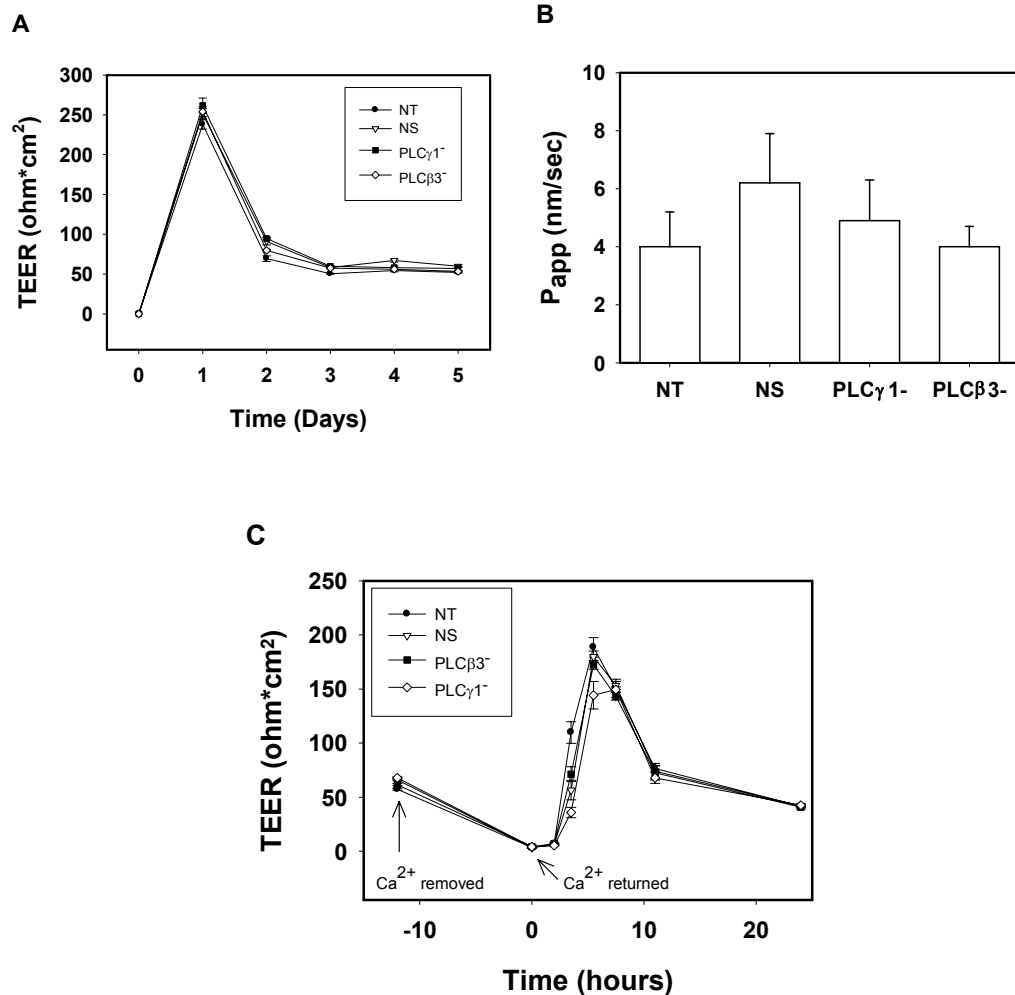 A
TEER (ohm*cm²)
300
250
200
150
100
50
0
NT
NS
PLCγ1⁻
PLCβ3⁻
0 1 2 3 4 5
Time (Days)
B
Papp (nm/sec)
10
8
6
4
2
0
NT NS PLCγ1- PLCβ3-
C
TEER (ohm*cm²)
250
200
150
100
50
0
NT
NS
PLCβ3⁻
PLCγ1⁻
Ca²⁺ removed
Ca²⁺ returned
-10 0 10 20
Time (hours)